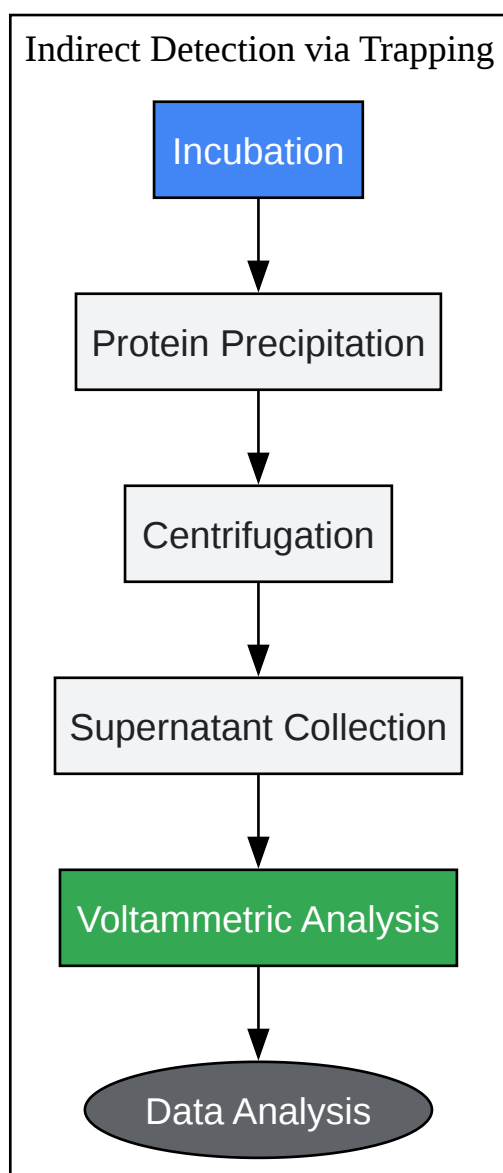 Indirect Detection via Trapping
Incubation
Protein Precipitation
Centrifugation
Supernatant Collection
Voltammetric Analysis
Data Analysis